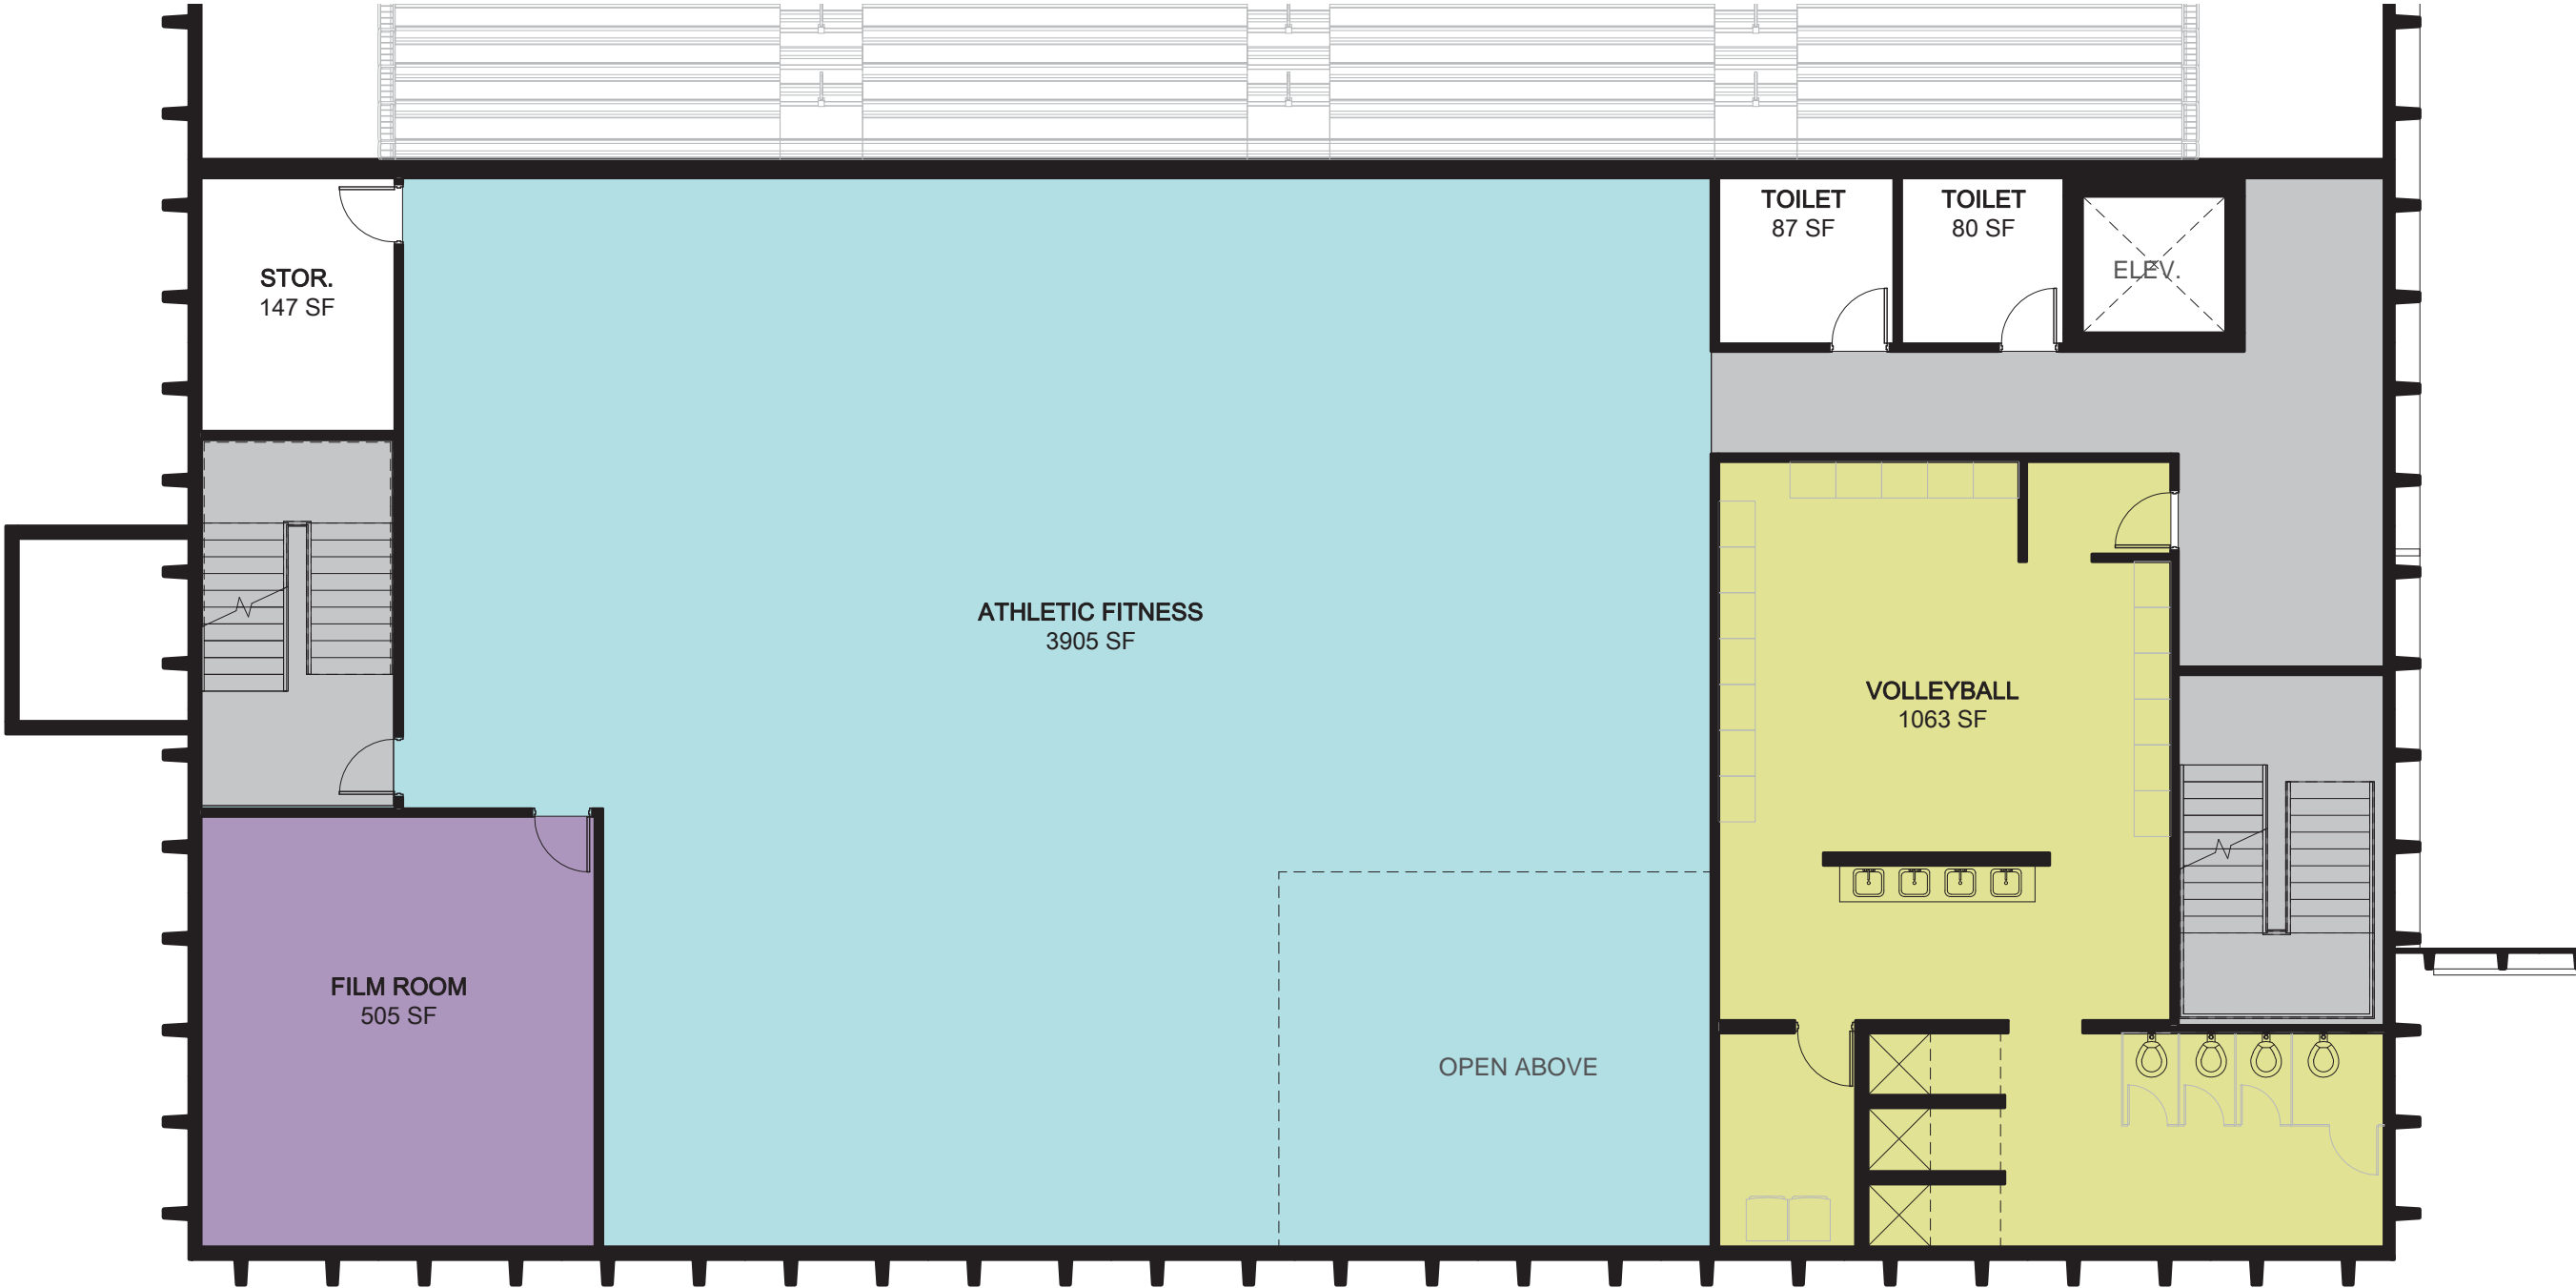 TOILET
87 SF
TOILET
80 SF
ELEV.
STOR.
147 SF
ATHLETIC FITNESS
3905 SF
VOLLEYBALL
1063 SF
FILM ROOM
505 SF
OPEN ABOVE